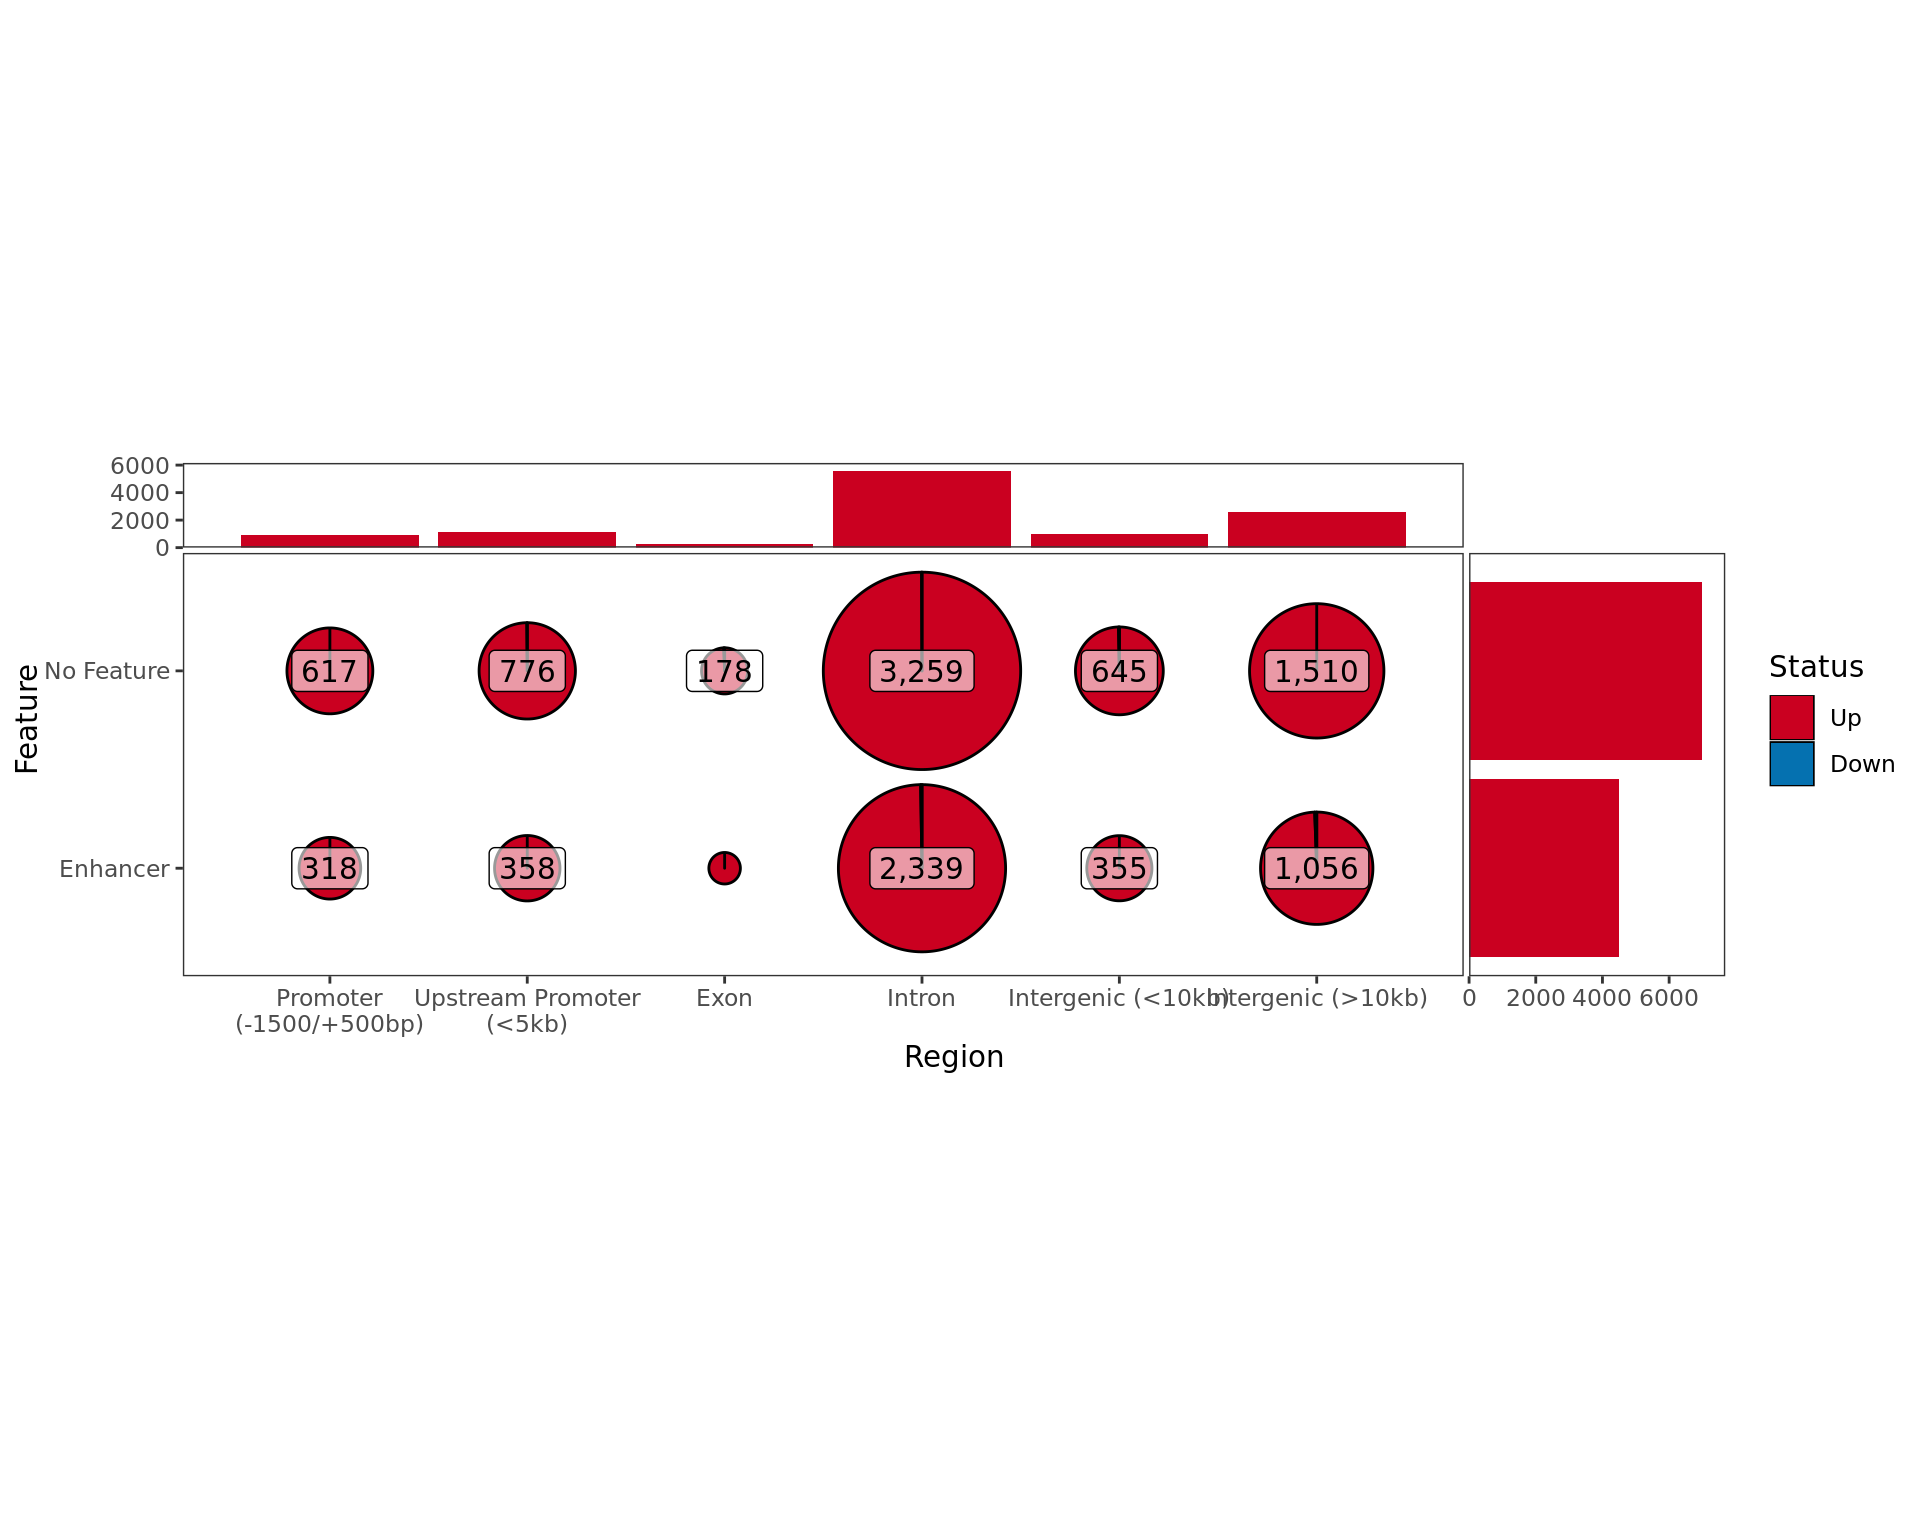 6000
4000
2000
0
Feature
No Feature
617
776
178
3,259
645
1,510
Enhancer
318
358
2,339
355
1,056
Promoter
(-1500/+500bp)
Upstream Promoter
(<5kb)
Exon
Intron
Intergenic (<10kb)
Intergenic (>10kb)
0
2000
4000
6000
Region
Status
Up
Down